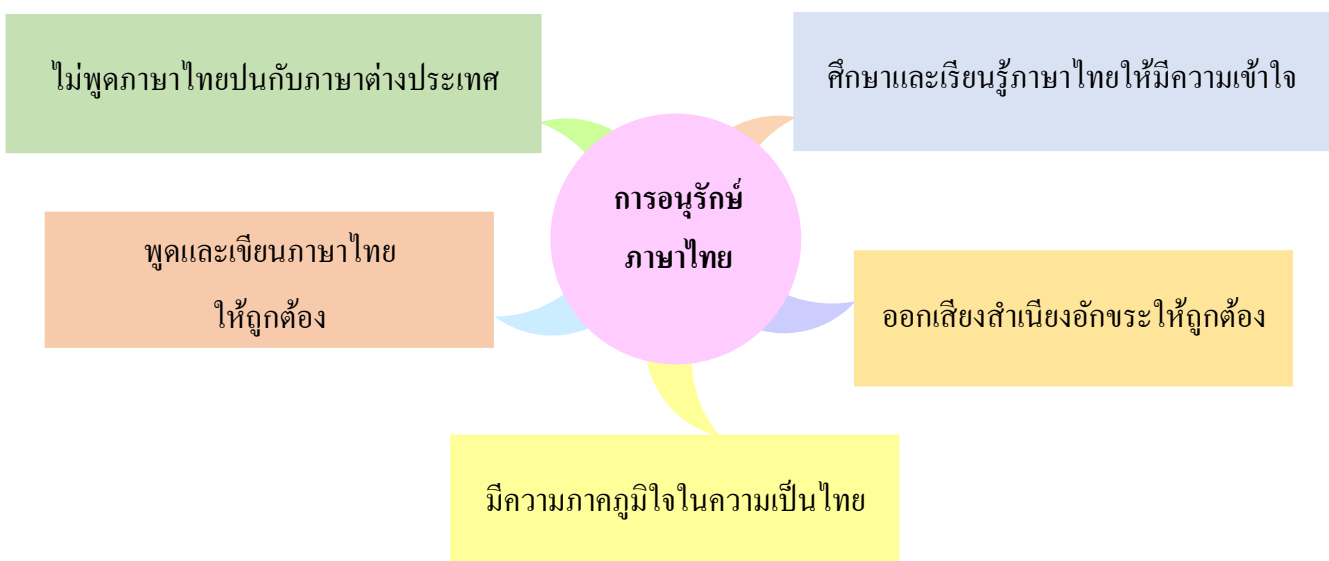 ไม่พูดภาษาไทยปนกับภาษาต่างประเทศ
ศึกษาและเรียนรู้ภาษาไทยให้มีความเข้าใจ
การอนุรักษ์
ภาษาไทย
พูดและเขียนภาษาไทย
ให้ถูกต้อง
ออกเสียงสำเนียงอักขระให้ถูกต้อง
มีความภาคภูมิใจในความเป็นไทย